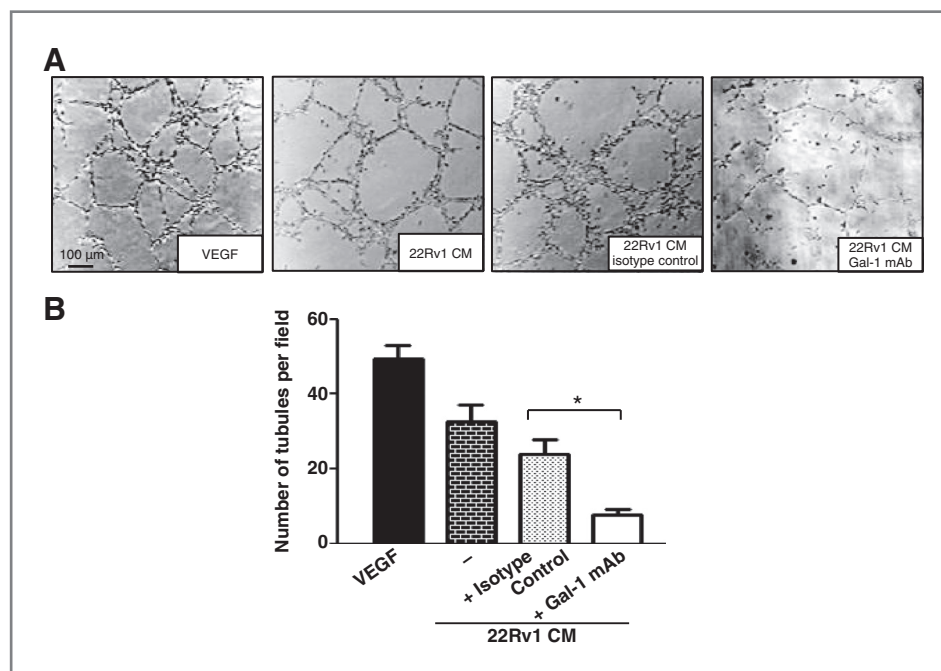 A
100 µm
VEGF
22Rv1 CM
22Rv1 CM
isotype control
22Rv1 CM
Gal-1 mAb
B
Number of tubules per field
60
40
20
0
*
VEGF
–
+ Isotype
Control
+ Gal-1 mAb
22Rv1 CM